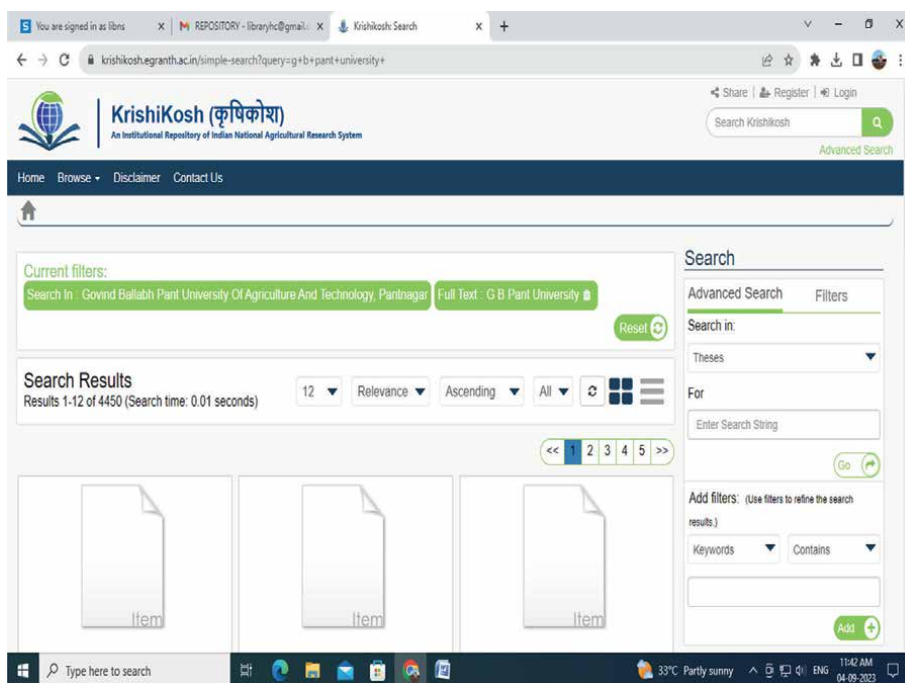 You are signed in as libns
REPOSITORY - libraryhc@gmail.c
Krishikosh: Search
krishikosh.egranth.ac.in/simple-search?query=g+b+pant+university+
Share | Register | Login
KrishiKosh (कृषिकोश)
An Institutional Repository of Indian National Agricultural Research System
Search Krishikosh
Advanced Search
Home Browse Disclaimer Contact Us
Current filters:
Search In : Govind Ballabh Pant University Of Agriculture And Technology, Pantnagar Full Text : G B Pant University
Reset
Search Results
Results 1-12 of 4450 (Search time: 0.01 seconds)
12 Relevance Ascending All
<< 1 2 3 4 5 >>
Item Item Item
Search
Advanced Search Filters
Search in:
Theses
For
Enter Search String
Go
Add filters: (Use filters to refine the search
results.)
Keywords Contains
Add
Type here to search
33°C Partly sunny ENG 11:42 AM
04-09-2023